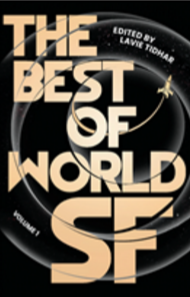 THE
EDITED BY
LAVIE TIDHAR
BEST
OF
WORLD
VOLUME 1
SF